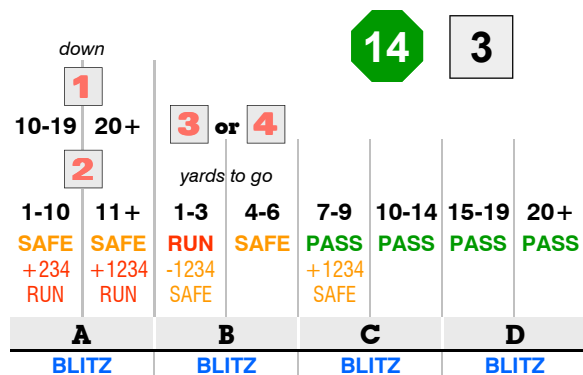 14 3
down
1
10-19 20+ 3 or 4
2 yards to go
1-10 11+ 1-3 4-6 7-9 10-14 15-19 20+
SAFE SAFE RUN SAFE PASS PASS PASS PASS
+234 +1234 -1234 +1234
RUN RUN SAFE SAFE
A B C D
BLITZ BLITZ BLITZ BLITZ